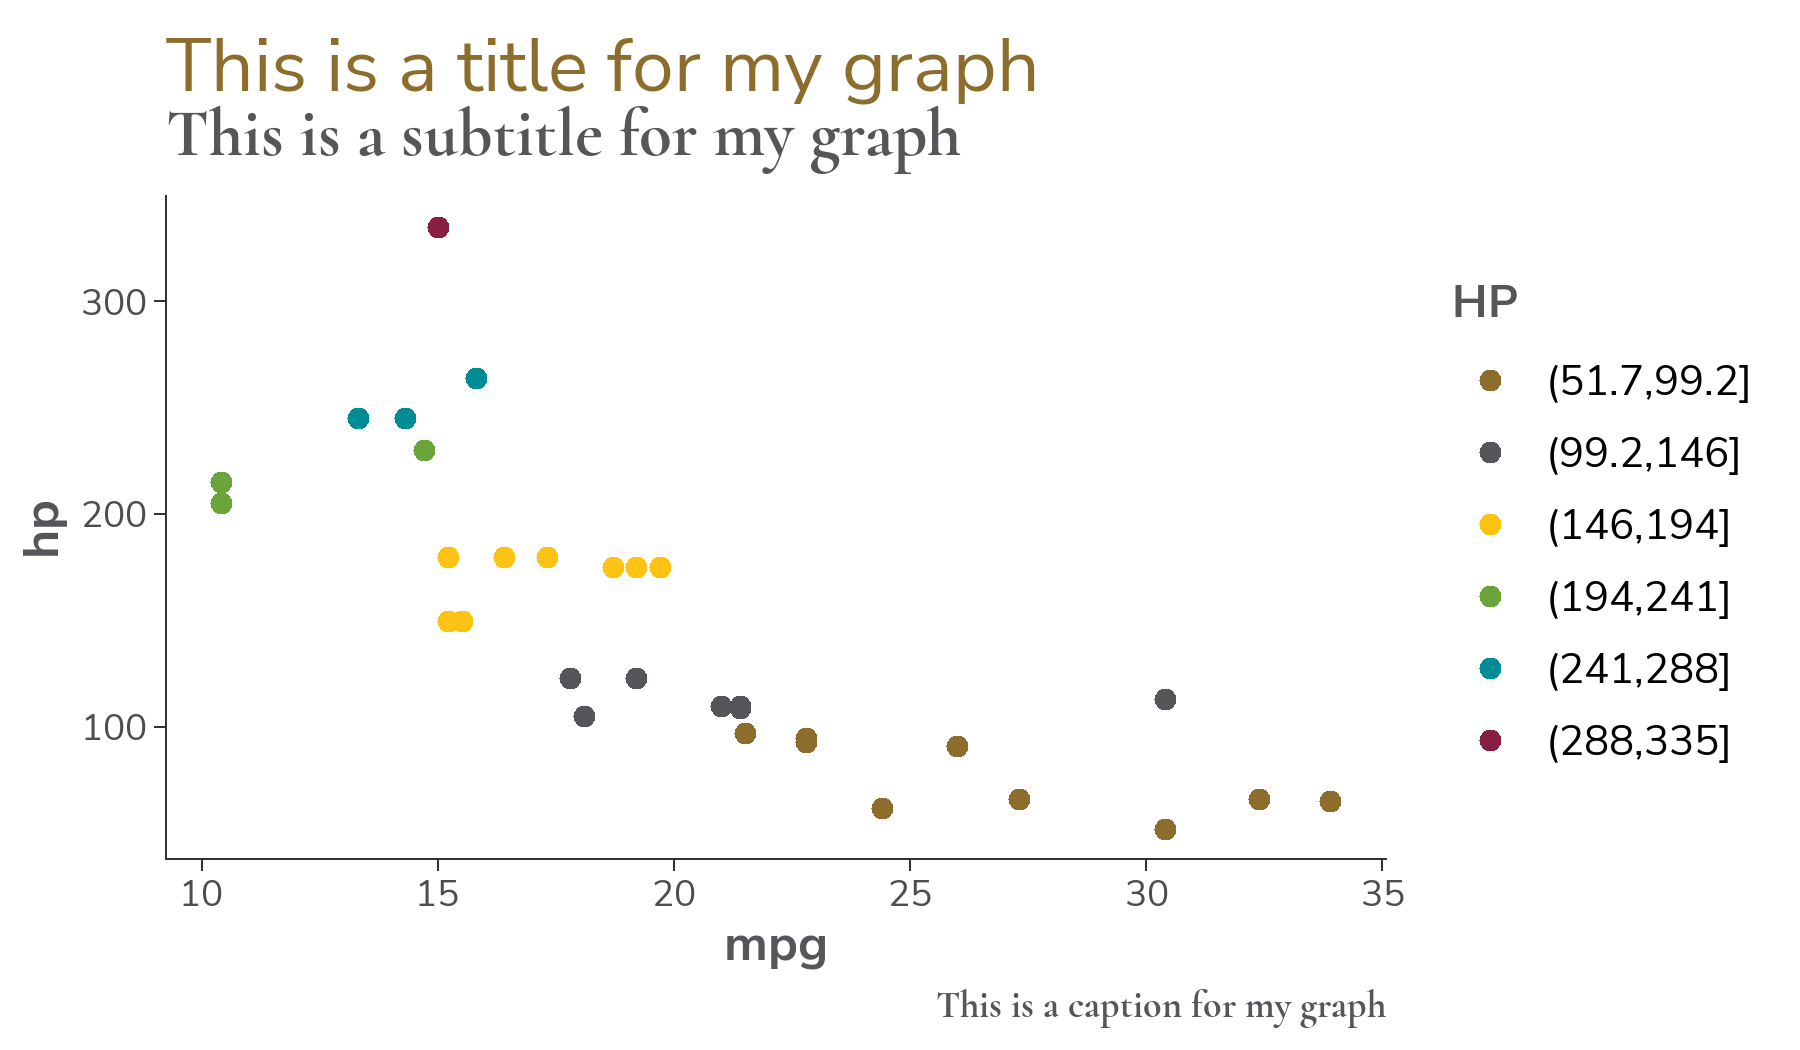 This is a title for my graph
This is a subtitle for my graph
300
200
100
hp
10 15 20 25 30 35
mpg
HP
(51.7,99.2]
(99.2,146]
(146,194]
(194,241]
(241,288]
(288,335]
This is a caption for my graph